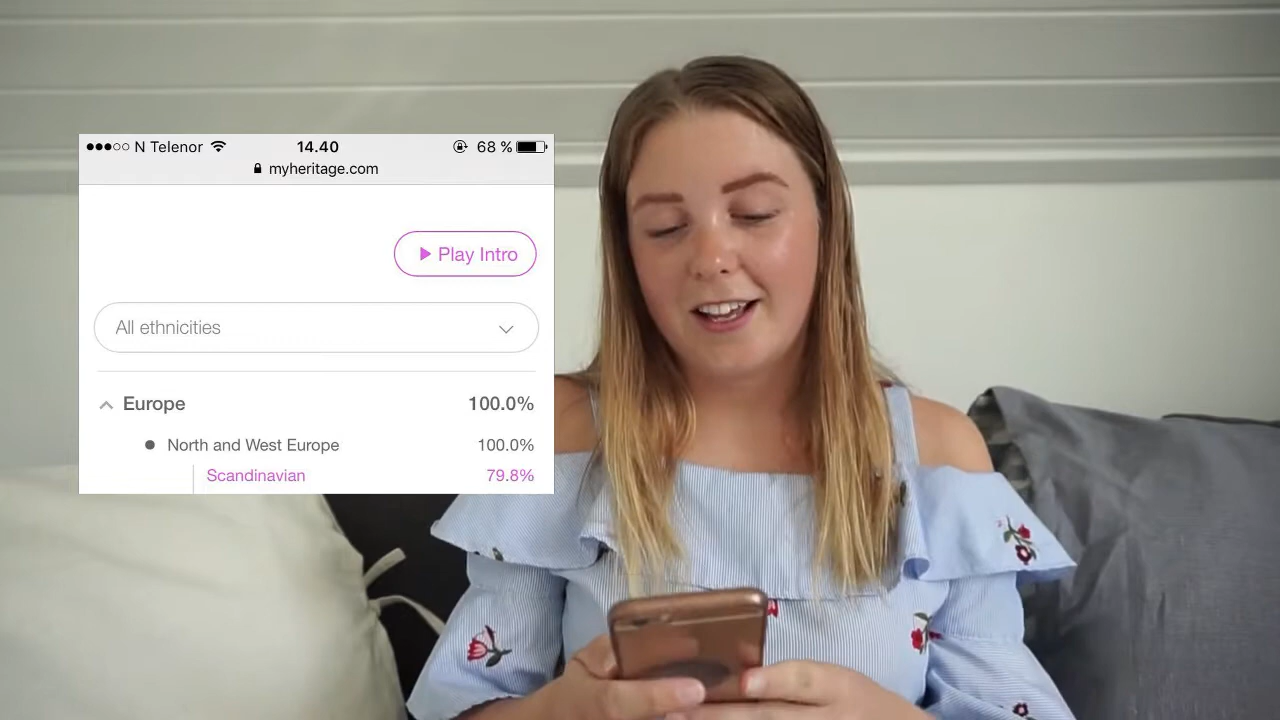 N Telenor 14.40 68 %
myheritage.com
Play Intro
All ethnicities
Europe 100.0%
North and West Europe 100.0%
Scandinavian 79.8%